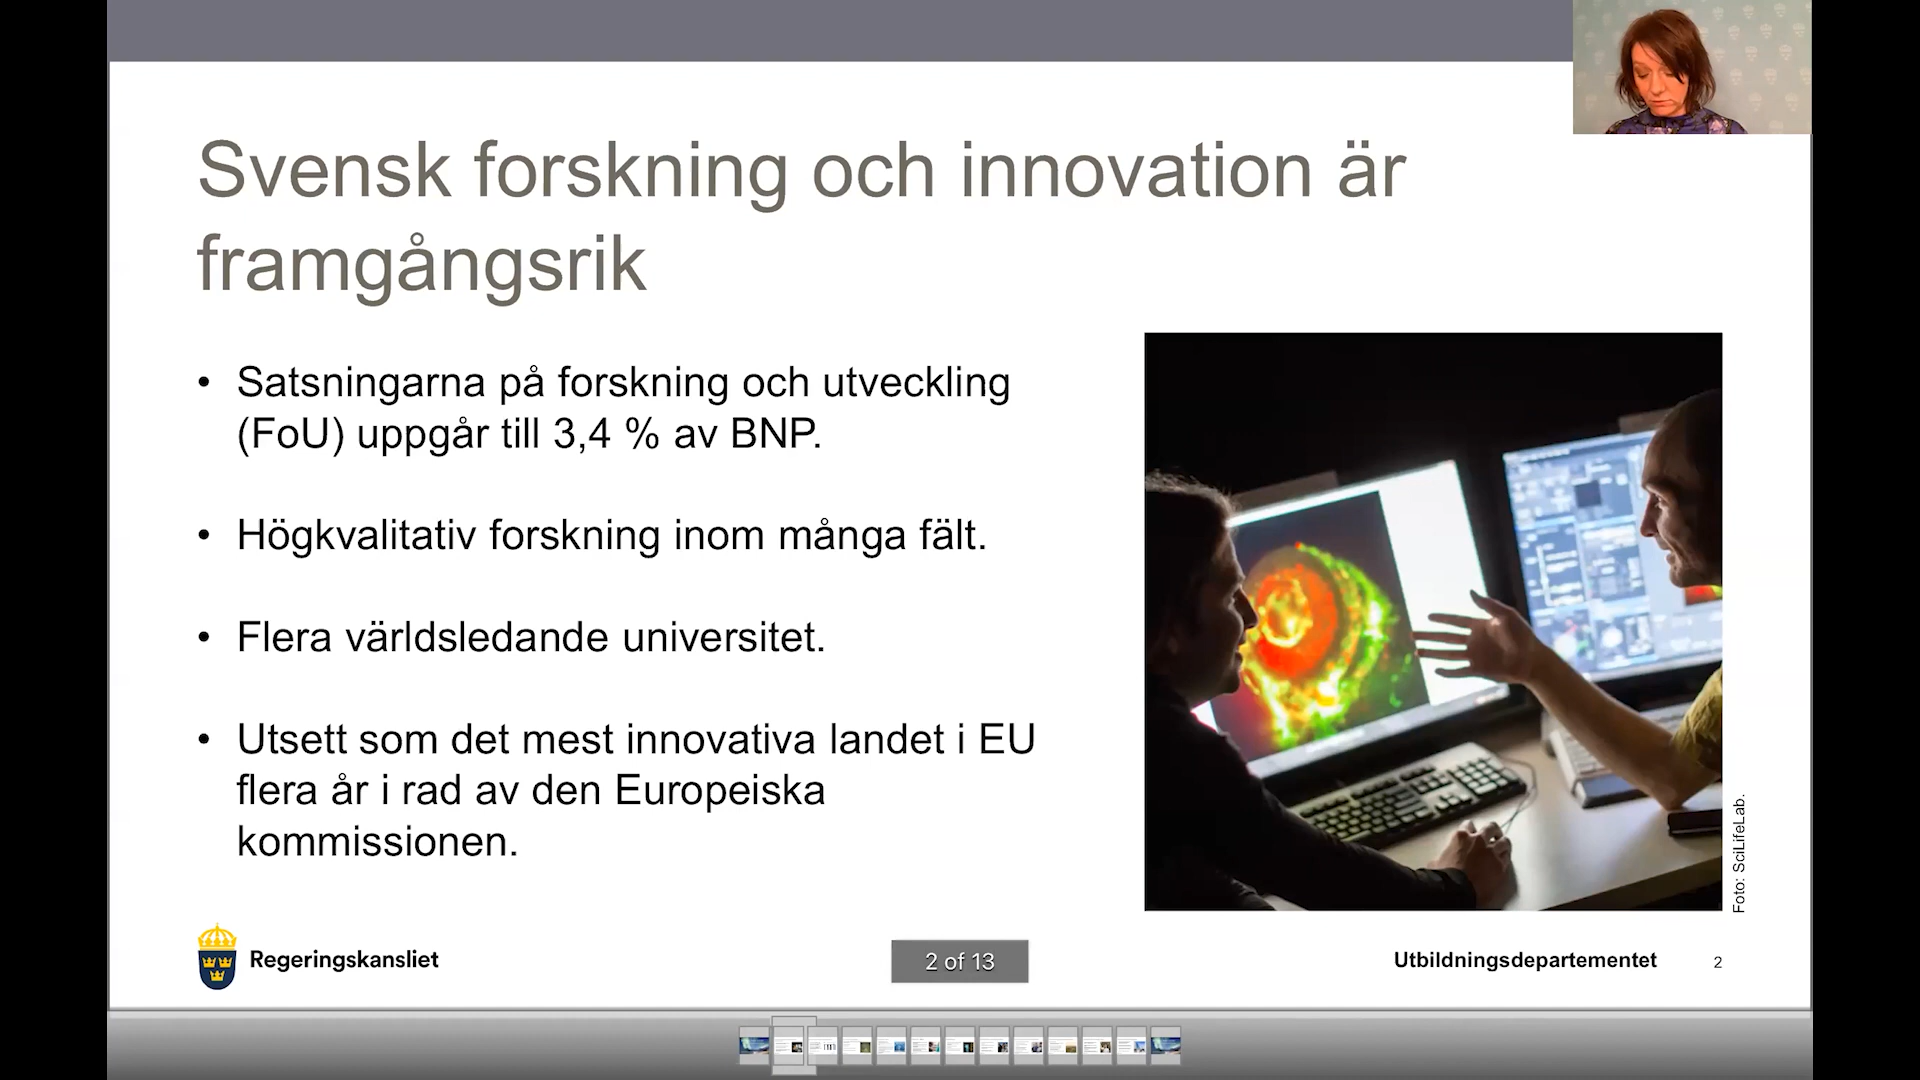 Svensk forskning och innovation är
framgångsrik
• Satsningarna på forskning och utveckling
(FoU) uppgår till 3,4 % av BNP.
• Högkvalitativ forskning inom många fält.
• Flera världsledande universitet.
• Utsett som det mest innovativa landet i EU
flera år i rad av den Europeiska
kommissionen.
Foto: SciLifeLab.
Regeringskansliet
2 of 13
Utbildningsdepartementet
2